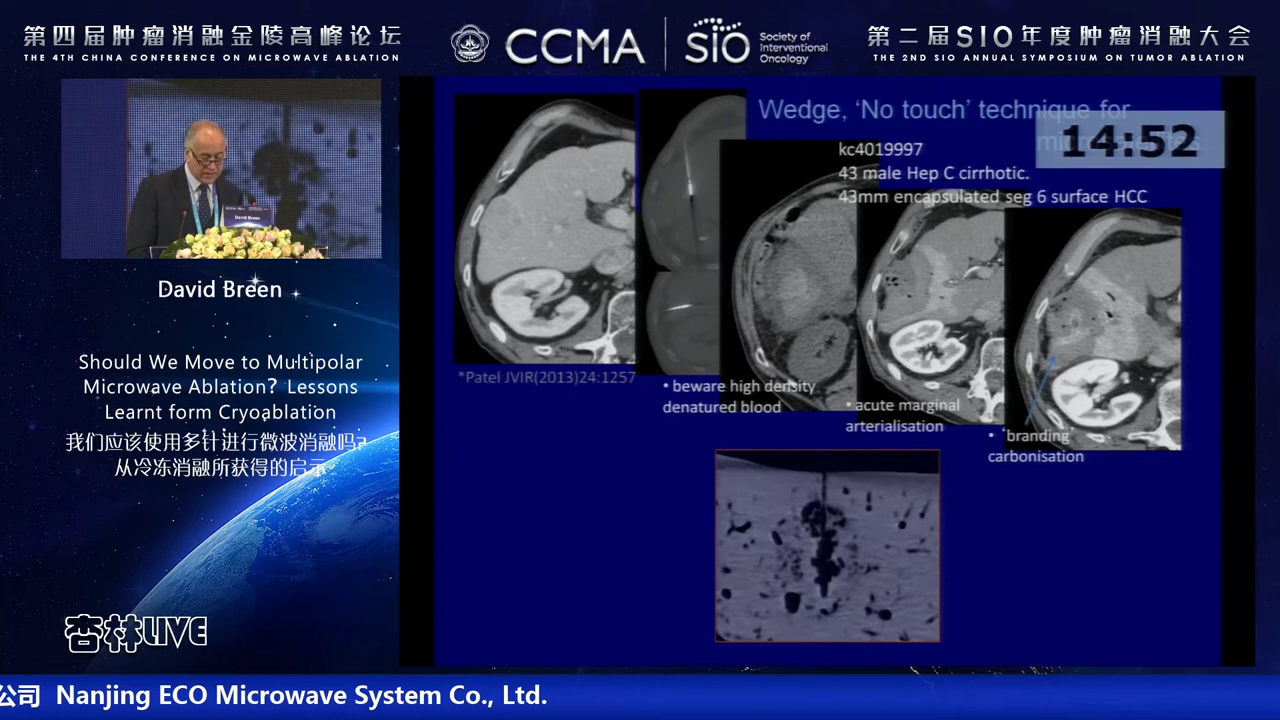 第四届肿瘤消融金陵高峰论坛
THE 4TH CHINA CONFERENCE ON MICROWAVE ABLATION
CCMA
SIO
Society of
Interventional
Oncology
第二届SIO年度肿瘤消融大会
THE 2ND SIO ANNUAL SYMPOSIUM ON TUMOR ABLATION
David Breen
David Breen
Should We Move to Multipolar
Microwave Ablation? Lessons
Learnt form Cryoablation
我们应该使用多针进行微波消融吗?
从冷冻消融所获得的启示
Wedge, ‘No touch’ technique for
14:52
kc4019997
43 male Hep C cirrhotic.
43mm encapsulated seg 6 surface HCC
*Patel JVIR(2013)24:1257
• beware high density
denatured blood
• acute marginal
arterialisation
• ‘branding’
carbonisation
杏林LIVE
公司 Nanjing ECO Microwave System Co., Ltd.